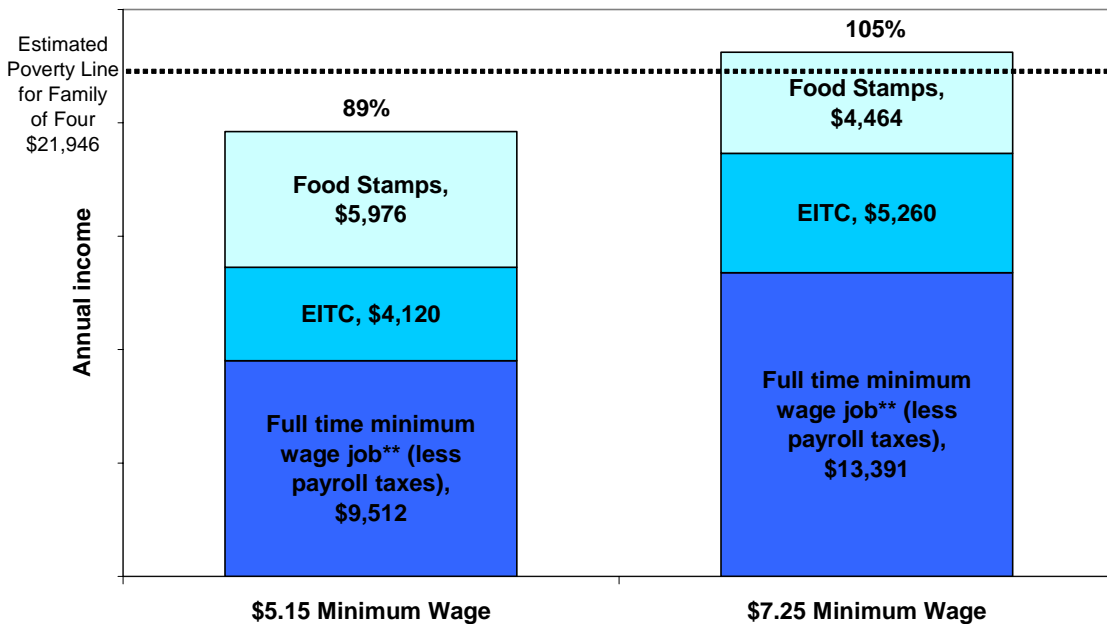 Estimated
Poverty Line
for Family
of Four
$21,946
Annual income
89%
Food Stamps,
$5,976
EITC, $4,120
Full time minimum
wage job** (less
payroll taxes),
$9,512
105%
Food Stamps,
$4,464
EITC, $5,260
Full time minimum
wage job** (less
payroll taxes),
$13,391
$5.15 Minimum Wage
$7.25 Minimum Wage